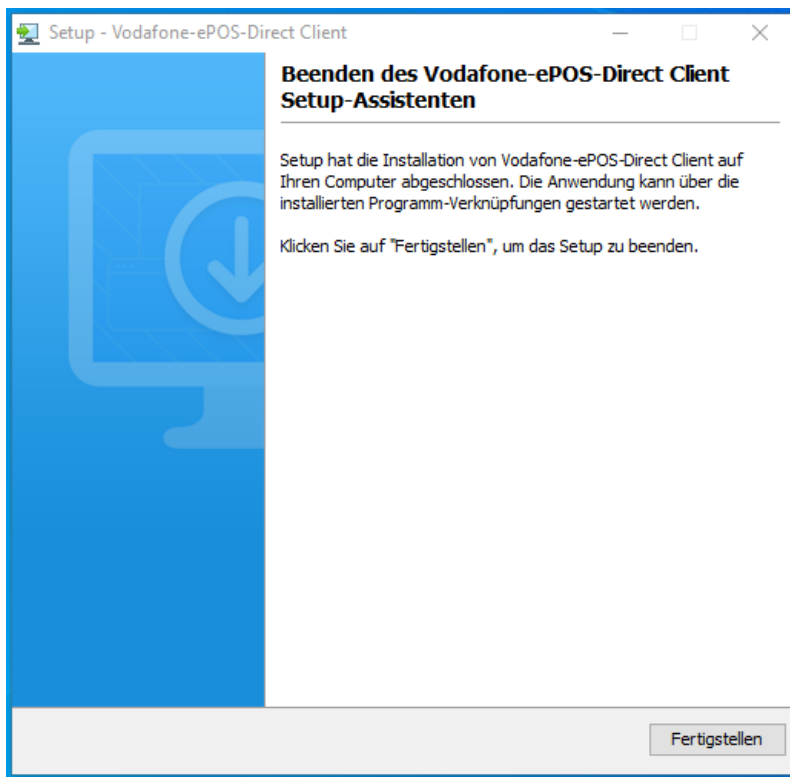 Setup - Vodafone-ePOS-Direct Client
Beenden des Vodafone-ePOS-Direct Client
Setup-Assistenten
Setup hat die Installation von Vodafone-ePOS-Direct Client auf
Ihren Computer abgeschlossen. Die Anwendung kann über die
installierten Programm-Verknüpfungen gestartet werden.
Klicken Sie auf "Fertigstellen", um das Setup zu beenden.
Fertigstellen